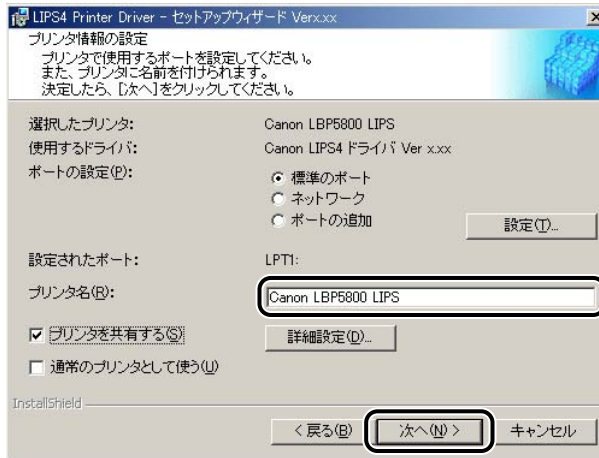 LIPS4 Printer Driver - セットアップウィザード Verx.xx
プリンタ情報の設定
プリンタで使用するポートを設定してください。
また、プリンタに名前を付けられます。
決定したら、[次へ]をクリックしてください。
選択したプリンタ: Canon LBP5800 LIPS
使用するドライバ: Canon LIPS4 ドライバ Ver x.xx
ポートの設定(P): 標準のポート
ネットワーク
ポートの追加 設定(T)...
設定されたポート: LPT1:
プリンタ名(R): Canon LBP5800 LIPS
プリンタを共有する(S) 詳細設定(D)...
通常のプリンタとして使う(U)
InstallShield
< 戻る(B) 次へ(N) > キャンセル